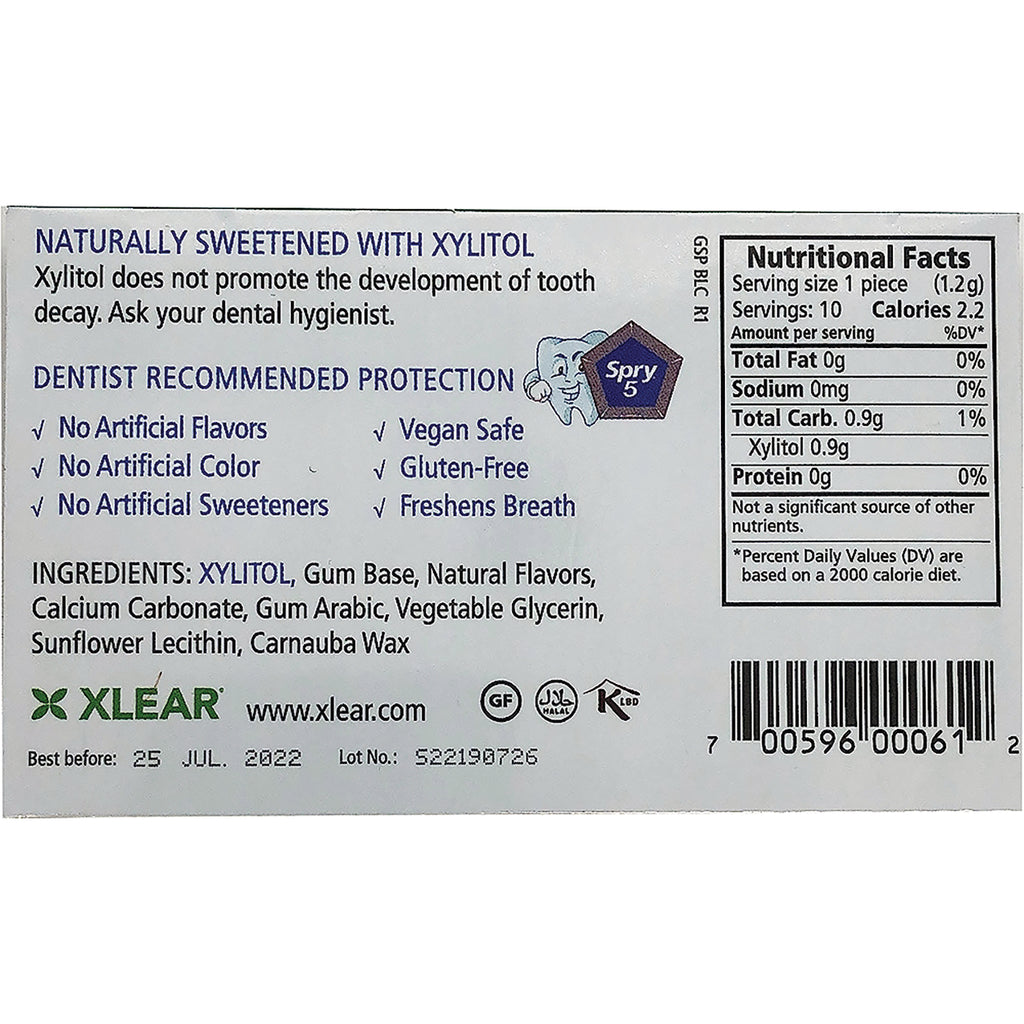 NATURALLY SWEETENED WITH XYLITOL
Xylitol does not promote the development of tooth
decay. Ask your dental hygienist.
DENTIST RECOMMENDED PROTECTION
Spry
5
√ No Artificial Flavors
√ No Artificial Color
√ No Artificial Sweeteners
√ Vegan Safe
√ Gluten-Free
√ Freshens Breath
INGREDIENTS: XYLITOL, Gum Base, Natural Flavors,
Calcium Carbonate, Gum Arabic, Vegetable Glycerin,
Sunflower Lecithin, Carnauba Wax
XLEAR® www.xlear.com
GF
حلال
HALAL
K LBD
Best before: 25 JUL. 2022 Lot No.: S22190726
GSP BLC R1
Nutritional Facts
Serving size 1 piece (1.2g)
Servings: 10 Calories 2.2
Amount per serving %DV*
Total Fat 0g 0%
Sodium 0mg 0%
Total Carb. 0.9g 1%
Xylitol 0.9g
Protein 0g 0%
Not a significant source of other
nutrients.
*Percent Daily Values (DV) are
based on a 2000 calorie diet.
7 00596 00061 2